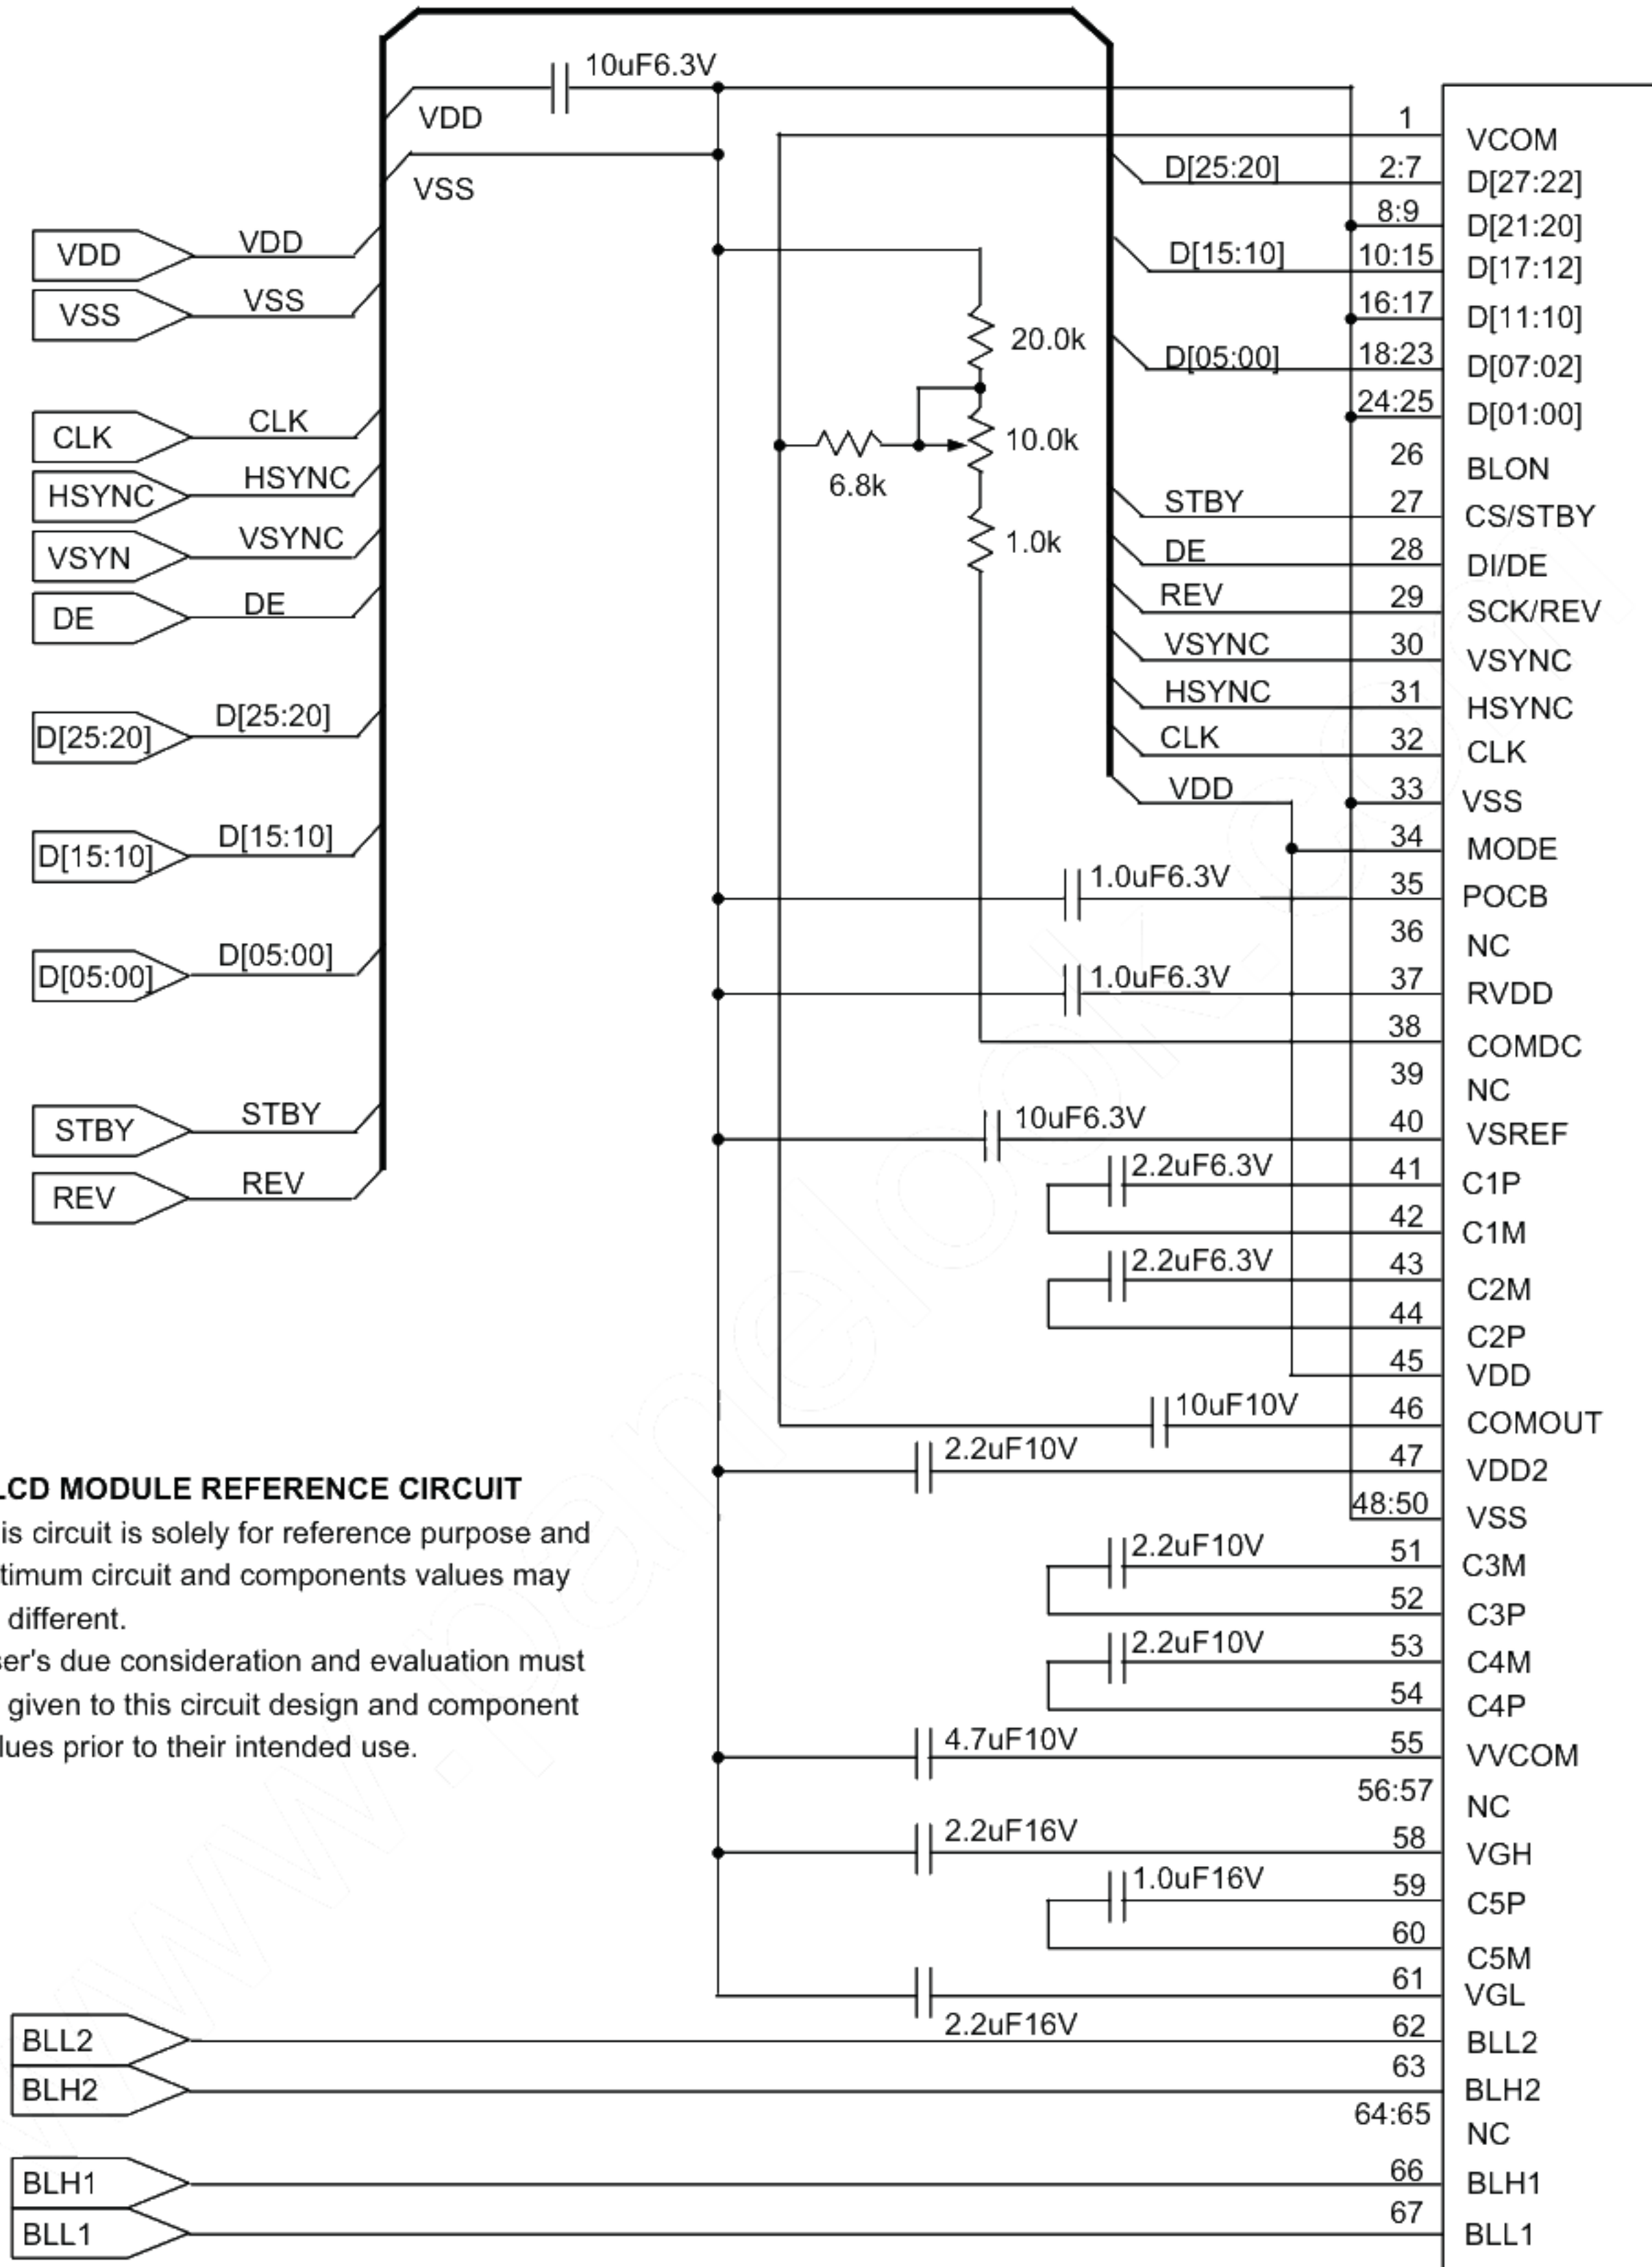 10uF6.3V
VDD
VSS
VDD VDD
VSS VSS
CLK CLK
HSYNC HSYNC
VSYN VSYNC
DE DE
D[25:20] D[25:20]
D[15:10] D[15:10]
D[05:00] D[05:00]
STBY STBY
REV REV
20.0k
10.0k
6.8k
1.0k
1 VCOM
D[25:20] 2:7 D[27:22]
8:9 D[21:20]
D[15:10] 10:15 D[17:12]
16:17 D[11:10]
D[05:00] 18:23 D[07:02]
24:25 D[01:00]
26 BLON
STBY 27 CS/STBY
DE 28 DI/DE
REV 29 SCK/REV
VSYNC 30 VSYNC
HSYNC 31 HSYNC
CLK 32 CLK
VDD 33 VSS
34 MODE
1.0uF6.3V 35 POCB
36 NC
1.0uF6.3V 37 RVDD
38 COMDC
39 NC
10uF6.3V 40 VSREF
2.2uF6.3V 41 C1P
42 C1M
2.2uF6.3V 43 C2M
44 C2P
45 VDD
10uF10V 46 COMOUT
2.2uF10V 47 VDD2
48:50 VSS
2.2uF10V 51 C3M
52 C3P
2.2uF10V 53 C4M
54 C4P
4.7uF10V 55 VVCOM
56:57 NC
2.2uF16V 58 VGH
1.0uF16V 59 C5P
60 C5M
61 VGL
2.2uF16V
LCD MODULE REFERENCE CIRCUIT
is circuit is solely for reference purpose and
timum circuit and components values may
different.
ser's due consideration and evaluation must
given to this circuit design and component
lues prior to their intended use.
BLL2 62 BLL2
BLH2 63 BLH2
64:65 NC
BLH1 66 BLH1
BLL1 67 BLL1
www.panelook.com